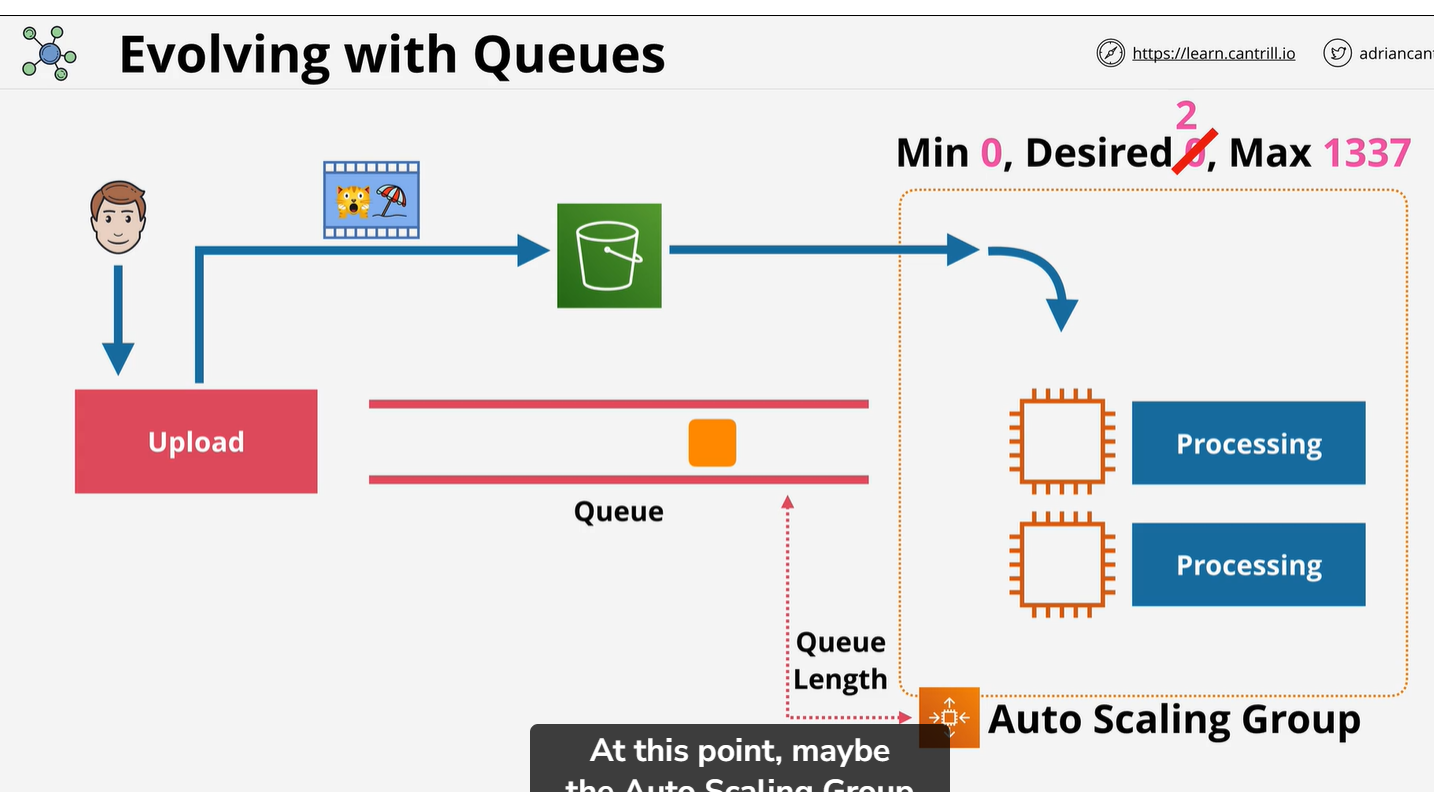 Evolving with Queues
https://learn.cantrill.io
adriancan
2
Min 0, Desired 0, Max 1337
Upload
Queue
Processing
Processing
Queue
Length
Auto Scaling Group
At this point, maybe
the Auto Scaling Group